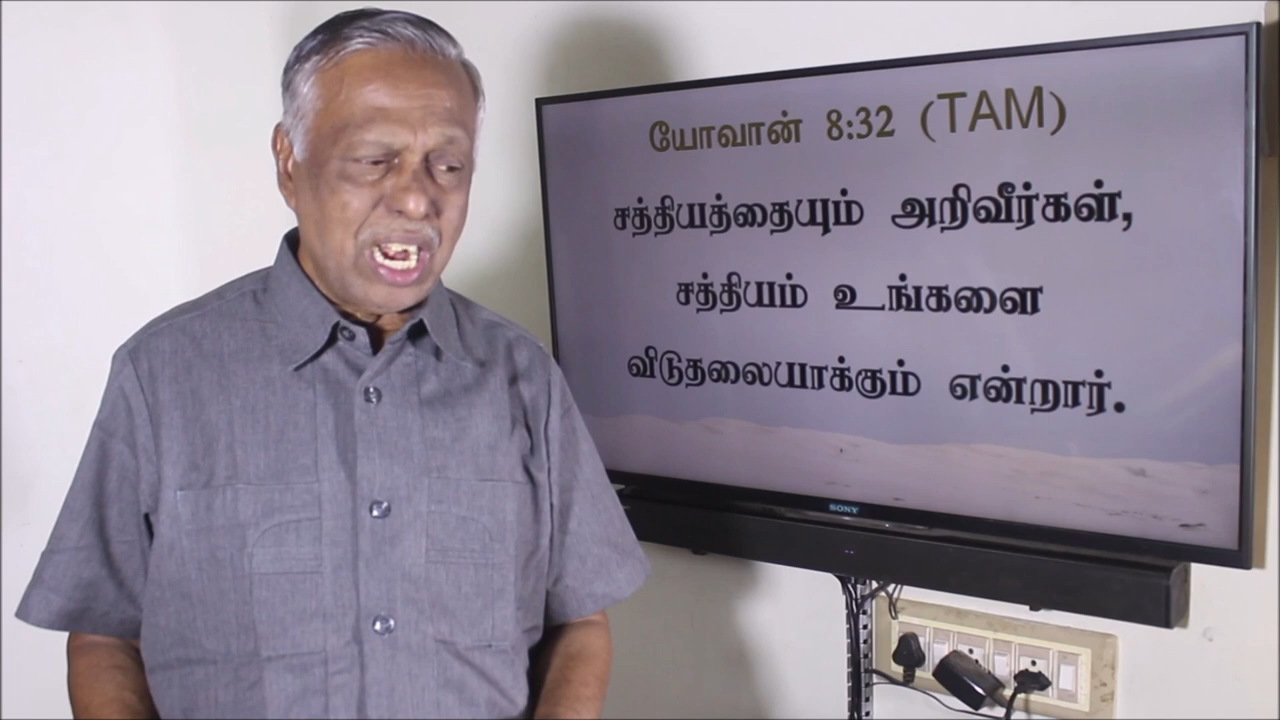 யோவான் 8:32 (TAM)
சத்தியத்தையும் அறிவீர்கள்,
சத்தியம் உங்களை
விடுதலையாக்கும் என்றார்.
SONY